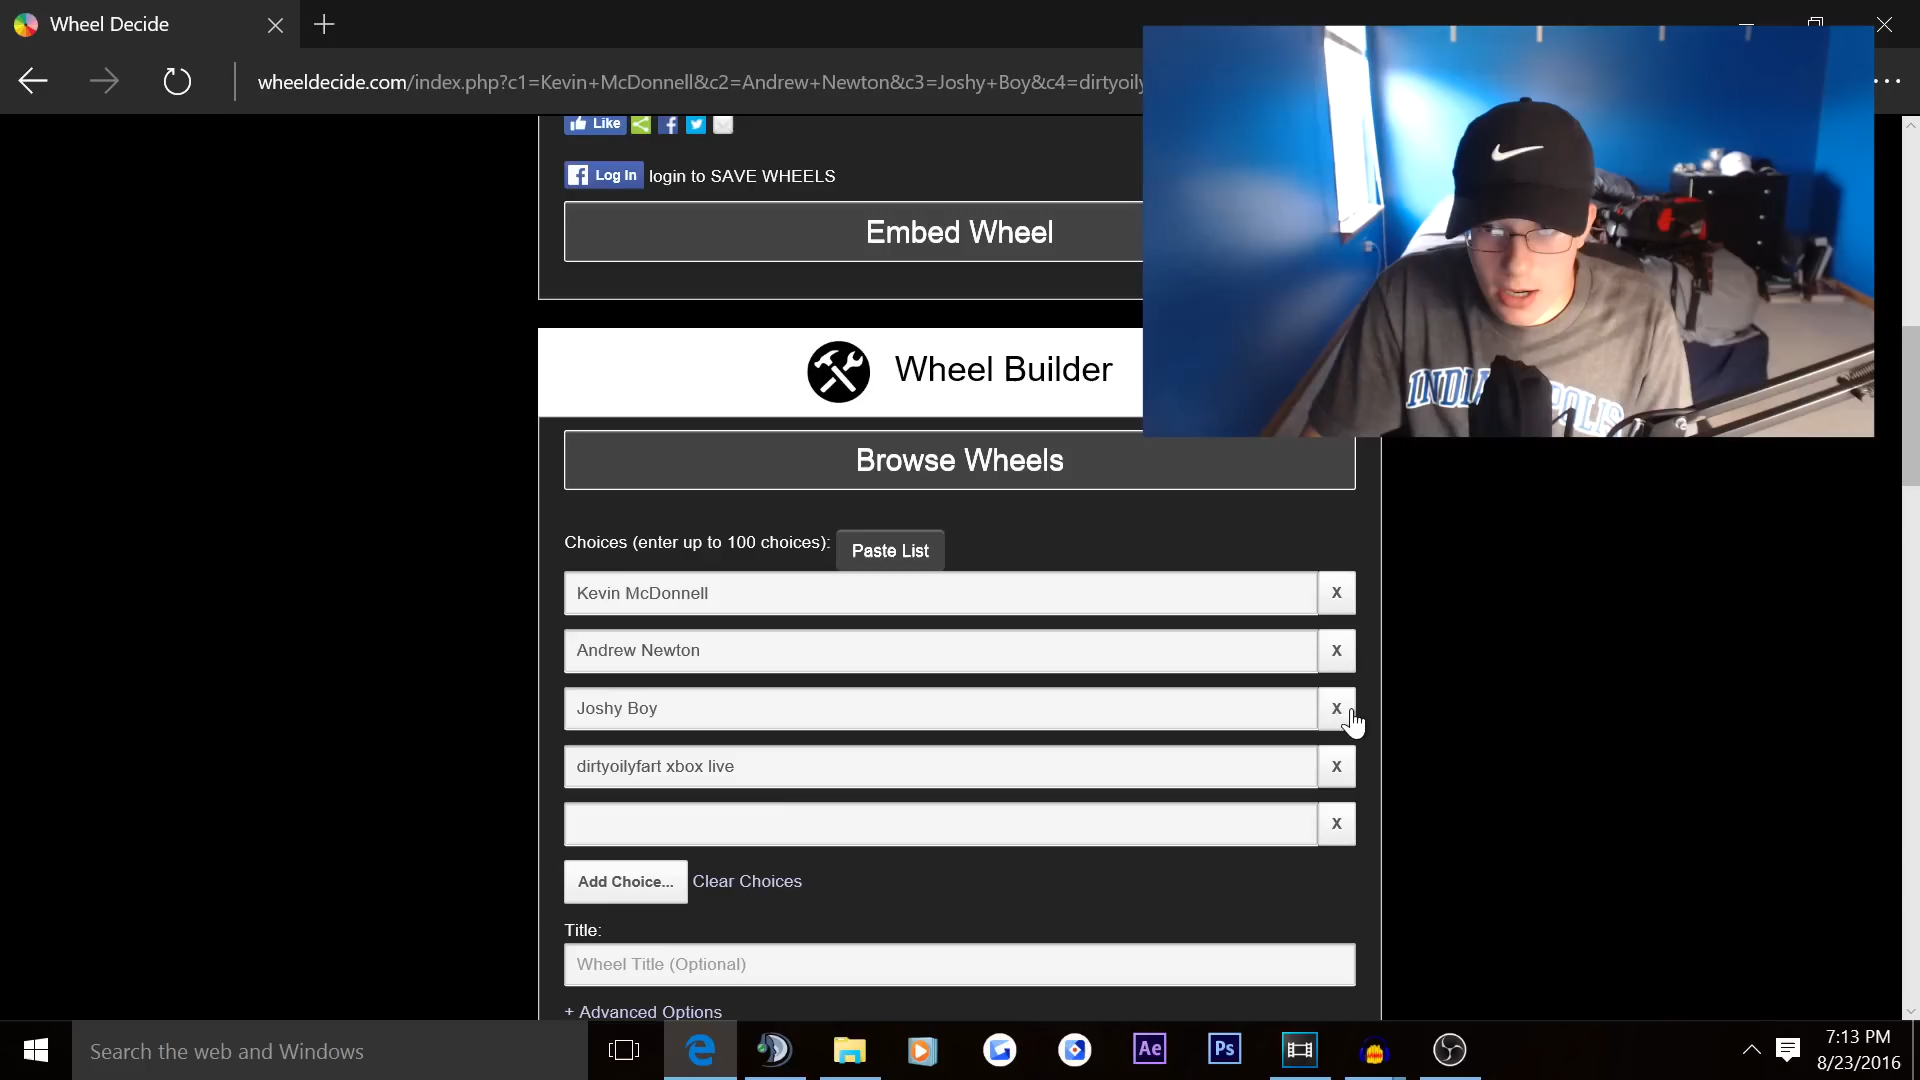 Wheel Decide
wheeldecide.com/index.php?c1=Kevin+McDonnell&c2=Andrew+Newton&c3=Joshy+Boy&c4=dirtyoily
Like
Log In login to SAVE WHEELS
Embed Wheel
Wheel Builder
Browse Wheels
Choices (enter up to 100 choices): Paste List
Kevin McDonnell X
Andrew Newton X
Joshy Boy X
dirtyoilyfart xbox live X
X
Add Choice... Clear Choices
Title:
Wheel Title (Optional)
+ Advanced Options
Search the web and Windows
Ae
Ps
7:13 PM
8/23/2016